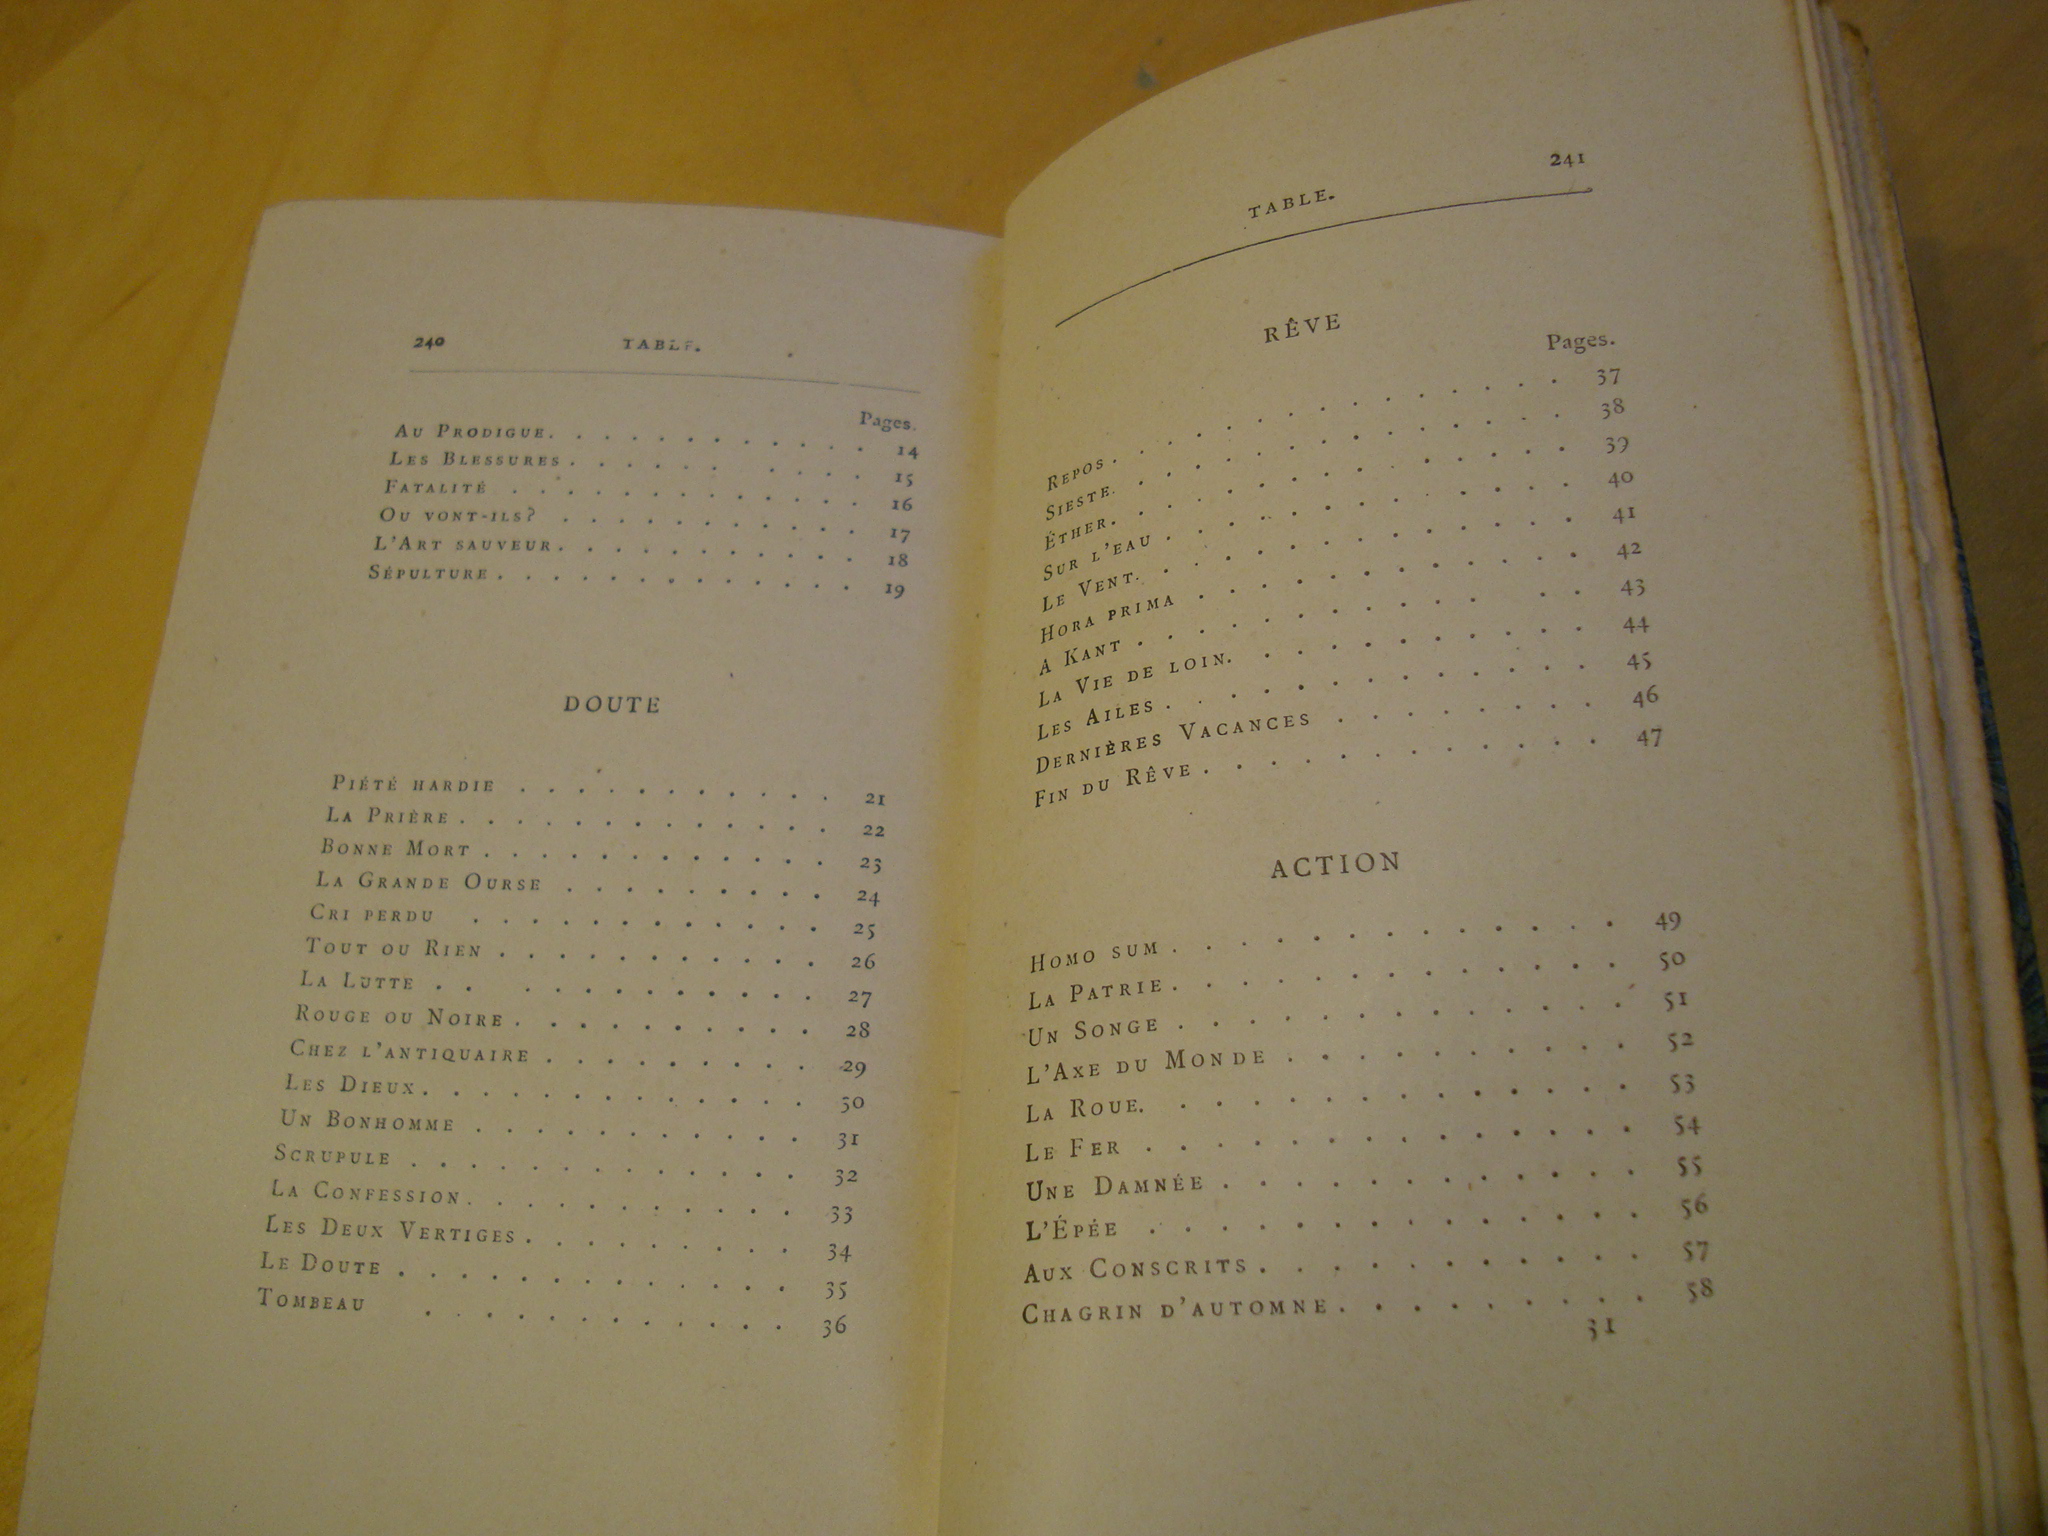 240 TABLE.
Pages.
AU PRODIGUE. . . . . . . . . . . . 14
LES BLESSURES . . . . . . . . . . 15
FATALITÉ . . . . . . . . . . . . 16
OU VONT-ILS? . . . . . . . . . . . 17
L'ART SAUVEUR. . . . . . . . . . . 18
SÉPULTURE . . . . . . . . . . . . . 19
DOUTE
PIÉTÉ HARDIE . . . . . . . . . . . 21
LA PRIÈRE . . . . . . . . . . . . . 22
BONNE MORT . . . . . . . . . . . . 23
LA GRANDE OURSE . . . . . . . . . 24
CRI PERDU . . . . . . . . . . . . 25
TOUT OU RIEN . . . . . . . . . . . 26
LA LUTTE . . . . . . . . . . . . 27
ROUGE OU NOIRE . . . . . . . . . . 28
CHEZ L'ANTIQUAIRE . . . . . . . . . 29
LES DIEUX. . . . . . . . . . . . . 30
UN BONHOMME . . . . . . . . . . . 31
SCRUPULE . . . . . . . . . . . . . 32
LA CONFESSION. . . . . . . . . . . 33
LES DEUX VERTIGES . . . . . . . . . 34
LE DOUTE . . . . . . . . . . . . . 35
TOMBEAU . . . . . . . . . . . . 36
TABLE. 241
RÊVE
Pages.
REPOS . . . . . . . . . . . . . . 37
SIESTE. . . . . . . . . . . . . . 38
ÉTHER. . . . . . . . . . . . . . 39
SUR L'EAU . . . . . . . . . . . . 40
LE VENT. . . . . . . . . . . . . . 41
HORA PRIMA . . . . . . . . . . . . 42
A KANT . . . . . . . . . . . . . 43
LA VIE DE LOIN. . . . . . . . . . . 44
LES AILES . . . . . . . . . . . . . 45
DERNIÈRES VACANCES . . . . . . . . 46
FIN DU RÊVE . . . . . . . . . . . . 47
ACTION
HOMO SUM . . . . . . . . . . . . . 49
LA PATRIE . . . . . . . . . . . . . 50
UN SONGE . . . . . . . . . . . . . 51
L'AXE DU MONDE . . . . . . . . . . 52
LA ROUE. . . . . . . . . . . . . . 53
LE FER . . . . . . . . . . . . . . 54
UNE DAMNÉE . . . . . . . . . . . . 55
L'ÉPÉE . . . . . . . . . . . . . . 56
AUX CONSCRITS . . . . . . . . . . . 57
CHAGRIN D'AUTOMNE. . . . . . . . . 58
31